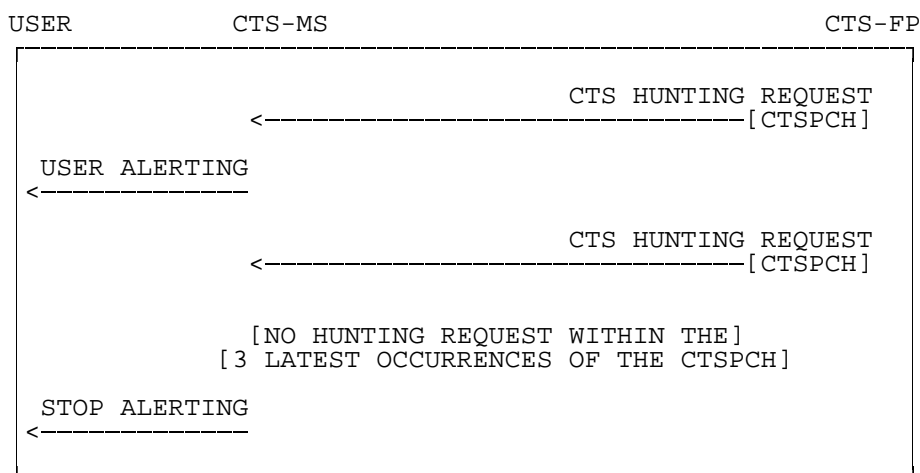 USER CTS-MS CTS-FP
CTS HUNTING REQUEST
[CTSPCH]
USER ALERTING
CTS HUNTING REQUEST
[CTSPCH]
[NO HUNTING REQUEST WITHIN THE]
[3 LATEST OCCURRENCES OF THE CTSPCH]
STOP ALERTING